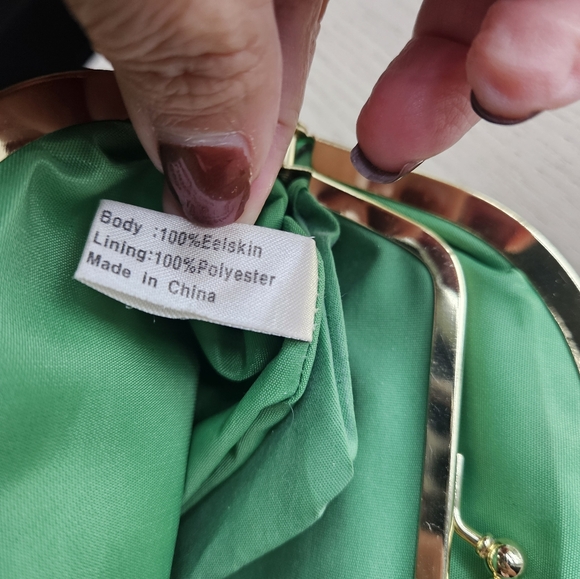 Body :100%Eelskin
Lining:100%Polyester
Made in China